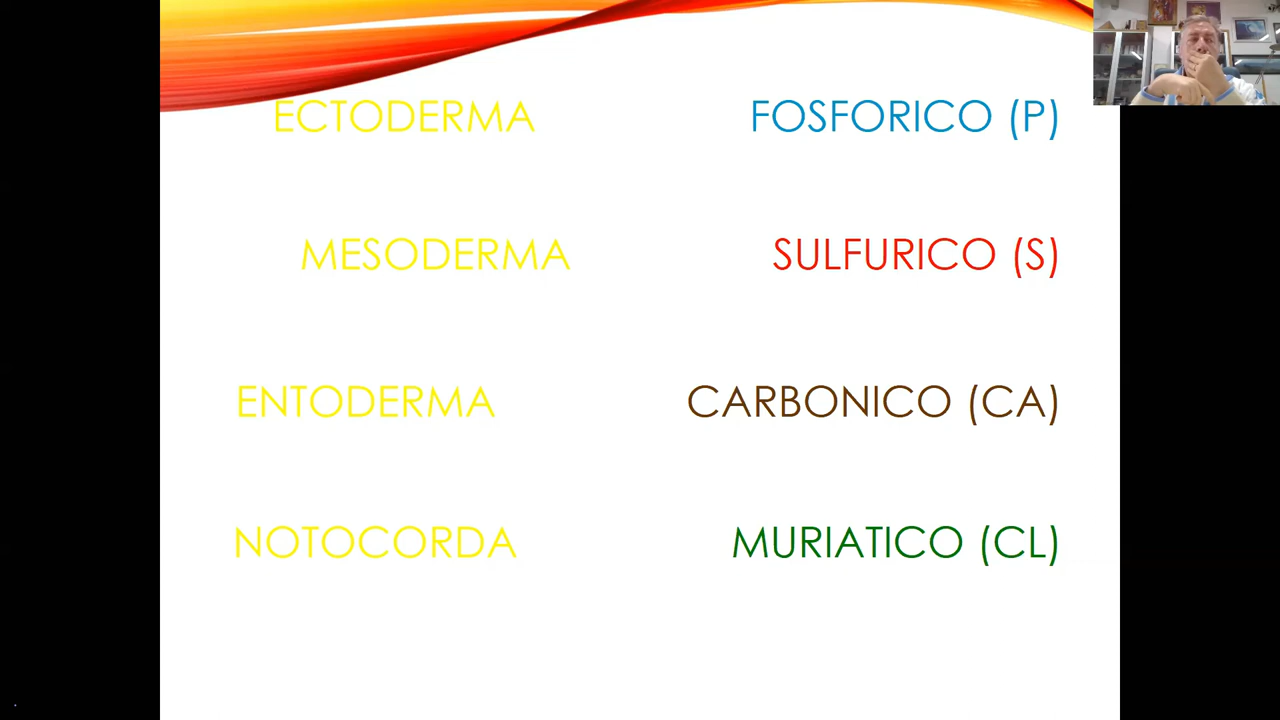 ECTODERMA FOSFORICO (P)
MESODERMA SULFURICO (S)
ENTODERMA CARBONICO (CA)
NOTOCORDA MURIATICO (CL)